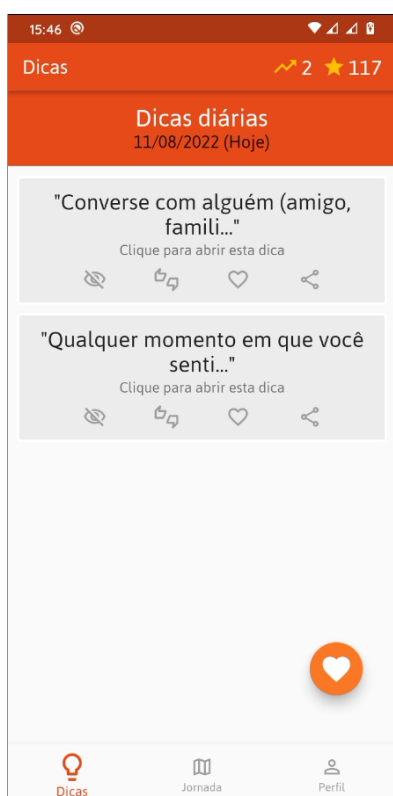 15:46
Dicas
2
117
Dicas diárias
11/08/2022 (Hoje)
"Converse com alguém (amigo,
famili..."
Clique para abrir esta dica
"Qualquer momento em que você
senti..."
Clique para abrir esta dica
Dicas
Jornada
Perfil